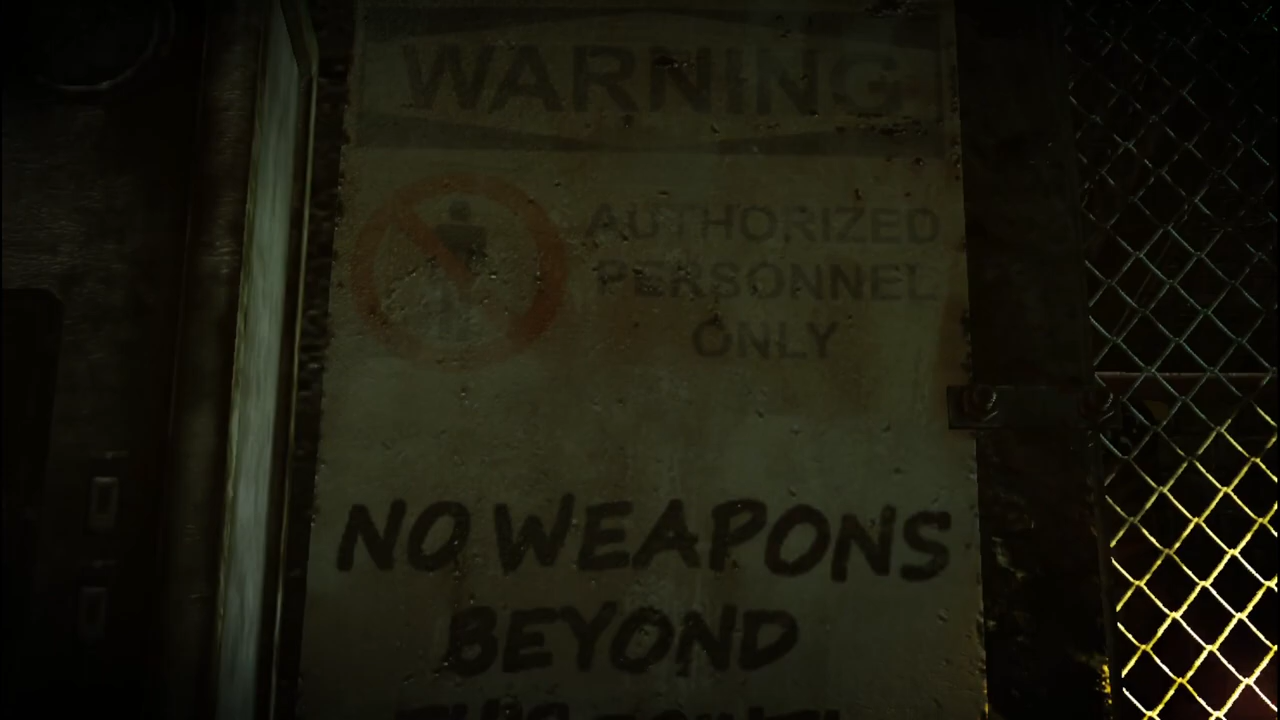 WARNING
AUTHORIZED
PERSONNEL
ONLY
NO WEAPONS
BEYOND